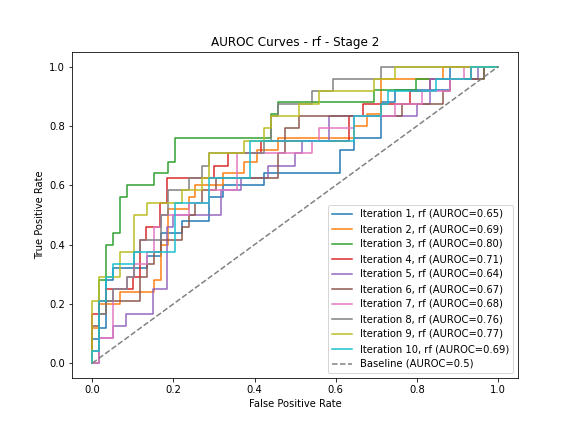 AUROC Curves - rf - Stage 2
True Positive Rate
1.0
0.8
0.6
0.4
0.2
0.0
Iteration 1, rf (AUROC=0.65)
Iteration 2, rf (AUROC=0.69)
Iteration 3, rf (AUROC=0.80)
Iteration 4, rf (AUROC=0.71)
Iteration 5, rf (AUROC=0.64)
Iteration 6, rf (AUROC=0.67)
Iteration 7, rf (AUROC=0.68)
Iteration 8, rf (AUROC=0.76)
Iteration 9, rf (AUROC=0.77)
Iteration 10, rf (AUROC=0.69)
Baseline (AUROC=0.5)
0.0 0.2 0.4 0.6 0.8 1.0
False Positive Rate